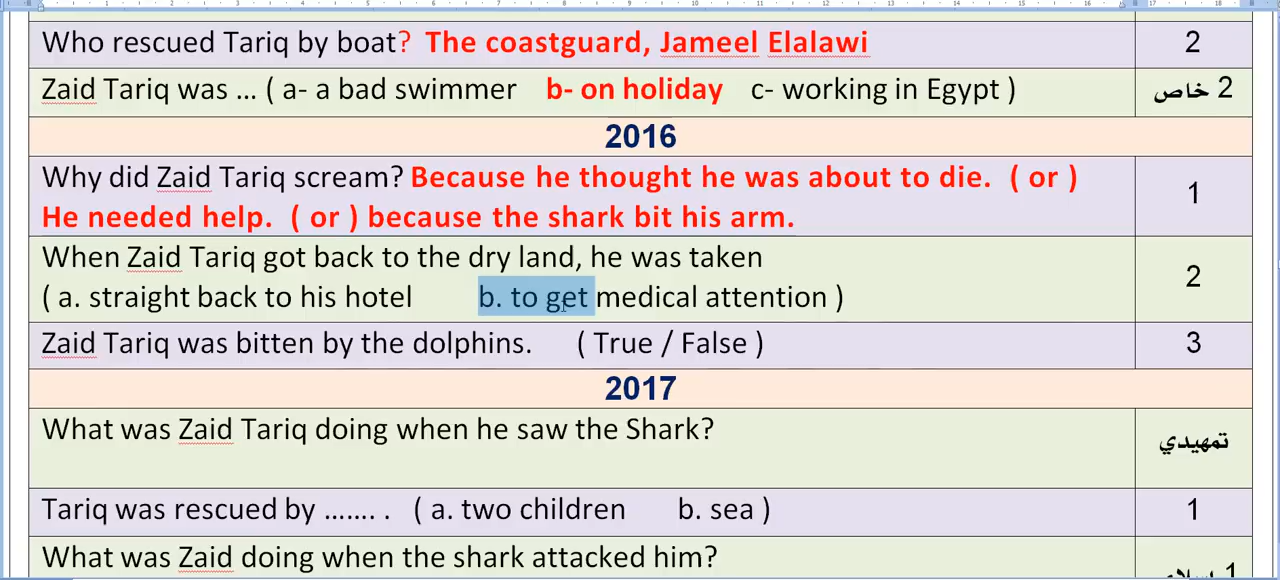 Who rescued Tariq by boat? The coastguard, Jameel Elalawi 2
Zaid Tariq was ... ( a- a bad swimmer b- on holiday c- working in Egypt ) 2 خاص
2016
Why did Zaid Tariq scream? Because he thought he was about to die. ( or )
He needed help. ( or ) because the shark bit his arm. 1
When Zaid Tariq got back to the dry land, he was taken
( a. straight back to his hotel b. to get medical attention ) 2
Zaid Tariq was bitten by the dolphins. ( True / False ) 3
2017
What was Zaid Tariq doing when he saw the Shark? تمهيدي
Tariq was rescued by ....... . ( a. two children b. sea ) 1
What was Zaid doing when the shark attacked him? 1